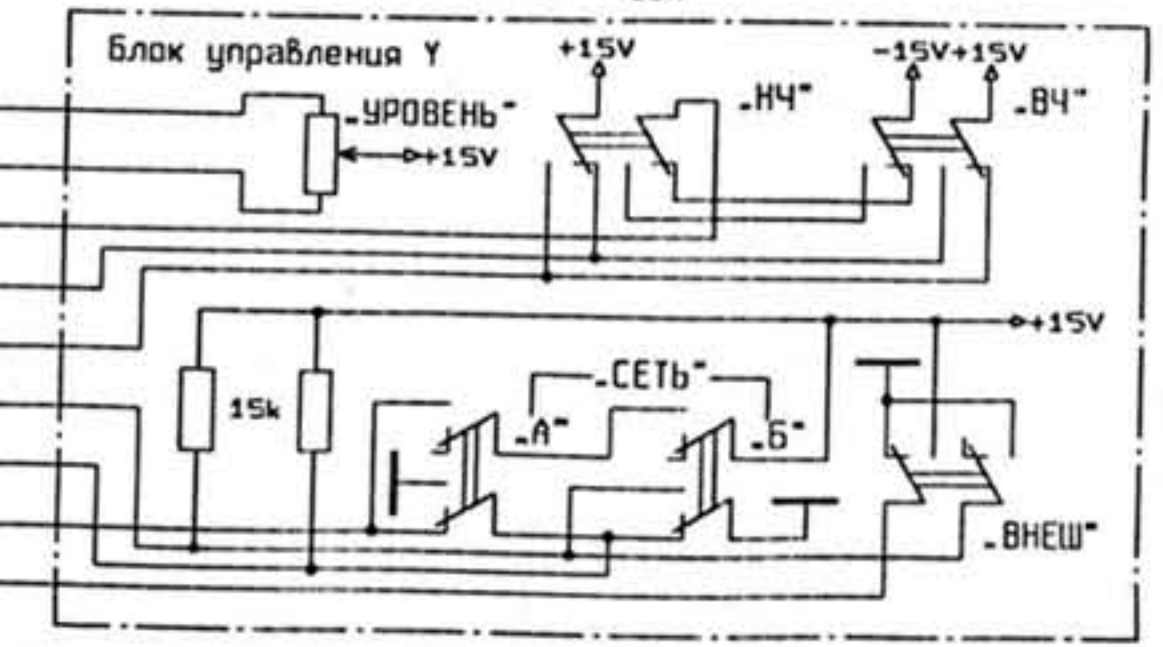 Блок управления Y
+15V
-15V+15V
„УРОВЕНЬ"
„НЧ"
„ВЧ"
+15V
+15V
„СЕТЬ"
15k
„А"
„Б"
„ВНЕШ"